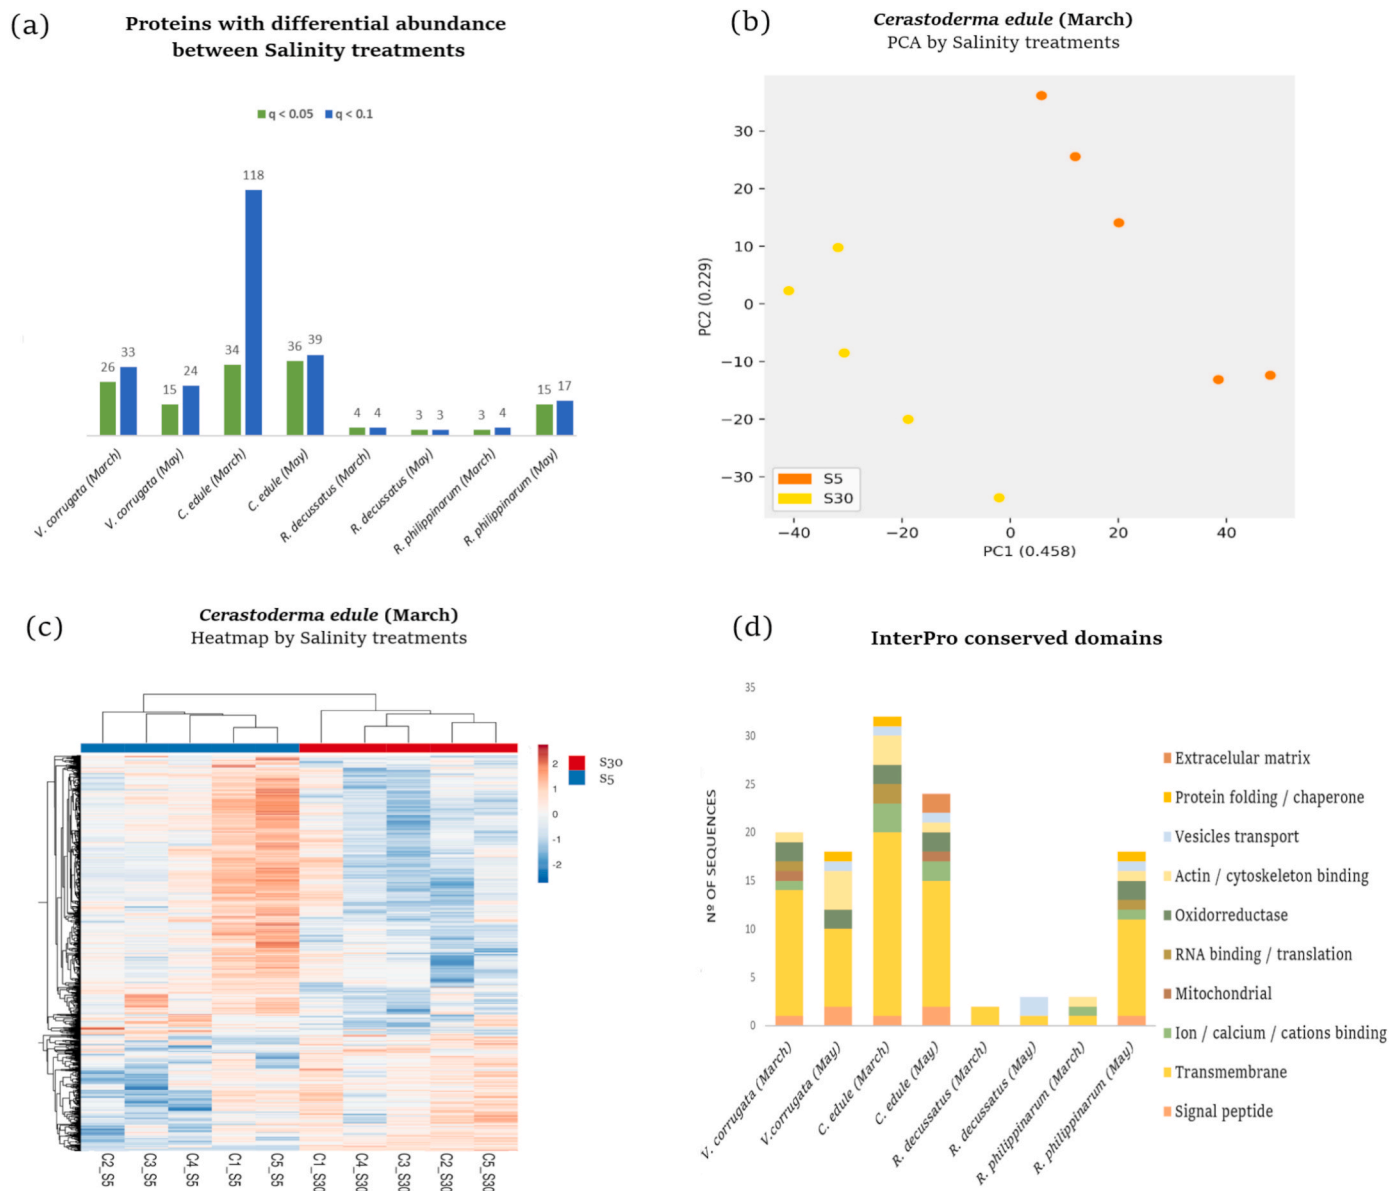 (a)
Proteins with differential abundance
between Salinity treatments
q < 0.05 q < 0.1
26 33 15 24 34 118 36 39 4 4 3 3 3 4 15 17
V. corrugata (March)
V. corrugata (May)
C. edule (March)
C. edule (May)
R. decussatus (March)
R. decussatus (May)
R. philippinarum (March)
R. philippinarum (May)
(b)
Cerastoderma edule (March)
PCA by Salinity treatments
PC2 (0.229)
30
20
10
0
−10
−20
−30
S5
S30
−40 −20 0 20 40
PC1 (0.458)
(c)
Cerastoderma edule (March)
Heatmap by Salinity treatments
2
1
0
-1
-2
S30
S5
C2_S5
C3_S5
C4_S5
C1_S5
C5_S5
C1_S30
C4_S30
C3_S30
C2_S30
C5_S30
(d)
InterPro conserved domains
Nº OF SEQUENCES
35
30
25
20
15
10
5
0
V. corrugata (March)
V.corrugata (May)
C. edule (March)
C. edule (May)
R. decussatus (March)
R. decussatus (May)
R. philippinarum (March)
R. philippinarum (May)
Extracelular matrix
Protein folding / chaperone
Vesicles transport
Actin / cytoskeleton binding
Oxidorreductase
RNA binding / translation
Mitochondrial
Ion / calcium / cations binding
Transmembrane
Signal peptide